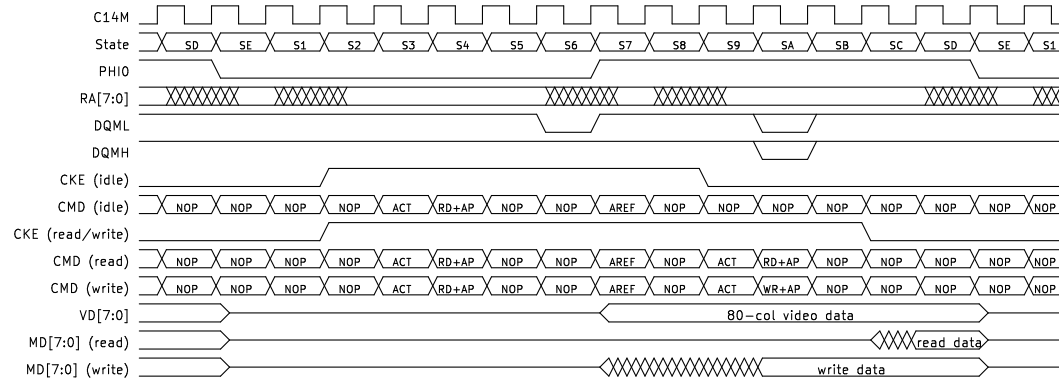 C14M
State SD SE S1 S2 S3 S4 S5 S6 S7 S8 S9 SA SB SC SD SE S1
PHI0
RA[7:0]
DQML
DQMH
CKE (idle)
CMD (idle) NOP NOP NOP NOP ACT RD+AP NOP NOP AREF NOP NOP NOP NOP NOP NOP NOP NOP
CKE (read/write)
CMD (read) NOP NOP NOP NOP ACT RD+AP NOP NOP AREF NOP ACT RD+AP NOP NOP NOP NOP NOP
CMD (write) NOP NOP NOP NOP ACT RD+AP NOP NOP AREF NOP ACT WR+AP NOP NOP NOP NOP NOP
VD[7:0] 80-col video data
MD[7:0] (read) read data
MD[7:0] (write) write data